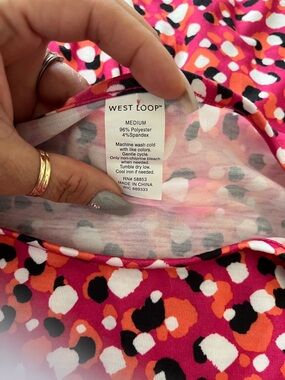 WEST LOOP™
MEDIUM
96% Polyester
4%Spandex
Machine wash cold
with like colors.
Gentle cycle.
Only non-chlorine bleach
when needed.
Tumble dry low.
Cool iron if needed.
RN# 58853
MADE IN CHINA